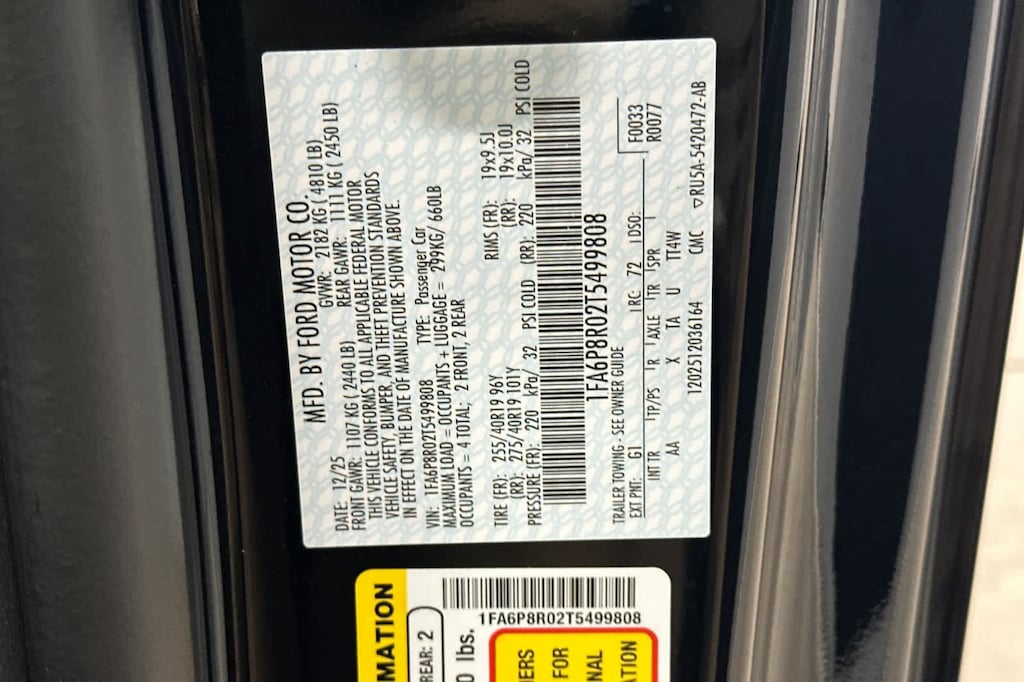 MFD. BY FORD MOTOR CO.
DATE: 12/25 GVWR: 2182 KG ( 4810 LB)
FRONT GAWR: 1107 KG ( 2440 LB) REAR GAWR: 1111 KG ( 2450 LB)
THIS VEHICLE CONFORMS TO ALL APPLICABLE FEDERAL MOTOR
VEHICLE SAFETY, BUMPER, AND THEFT PREVENTION STANDARDS
IN EFFECT ON THE DATE OF MANUFACTURE SHOWN ABOVE.
VIN: 1FA6P8R02T5499808 TYPE: Passenger Car
MAXIMUM LOAD = OCCUPANTS + LUGGAGE = 299KG/ 660LB
OCCUPANTS = 4 TOTAL; 2 FRONT, 2 REAR
TIRE (FR): 255/40R19 96Y RIMS (FR): 19x9.5J
(RR): 275/40R19 101Y (RR): 19x10.0J
PRESSURE (FR): 220 kPa/ 32 PSI COLD (RR): 220 kPa/ 32 PSI COLD
1FA6P8R02T5499808
TRAILER TOWING - SEE OWNER GUIDE F0033
EXT PNT: G1 RC: 72 DSO: R0077
INT TR TP/PS R AXLE TR SPR
AA X TA U TT4W
1202512036164 CMC ▽RU5A-5420472-AB
MATION
REAR: 2
0 lbs.
1FA6P8R02T5499808
ERS
FOR
NAL
TION